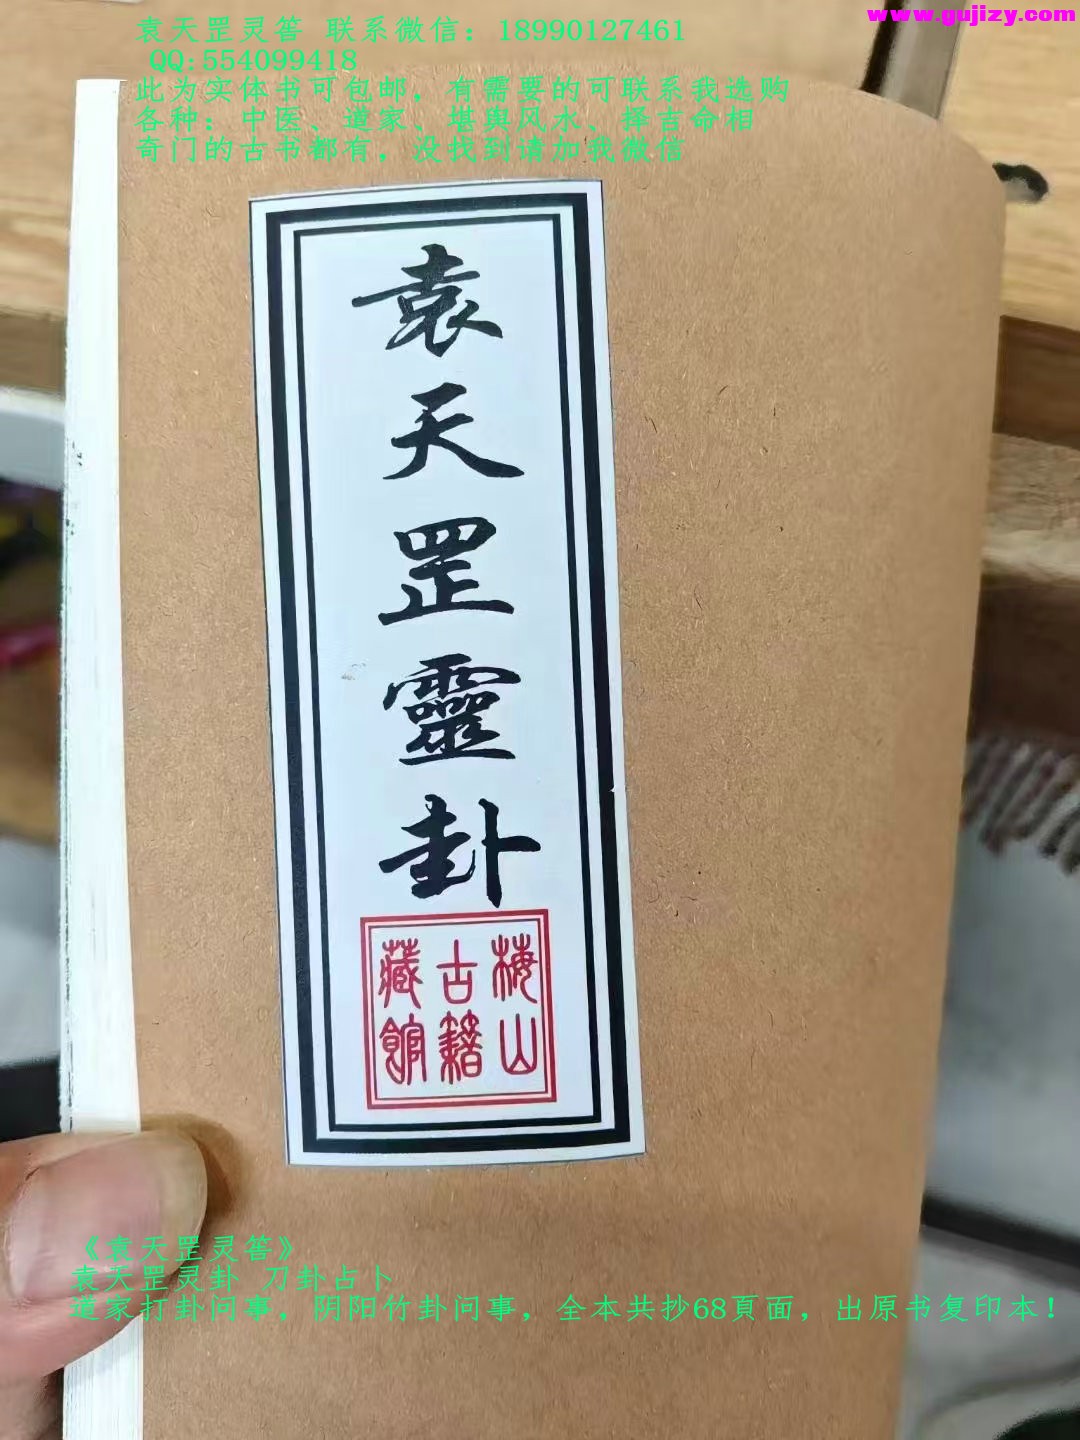 www.gujizy.com
袁天罡灵答 联系微信：18990127461
QQ:554099418
此为实体书可包邮，有需要的可联系我选购
各种：中医、道家、堪舆风水、择吉命相
奇门的古书都有，没找到请加我微信
袁天罡靈卦
梅山
古籍
藏館
《袁天罡灵答》
袁天罡灵卦 刀卦占卜
道家打卦问事，阴阳竹卦问事，全本共抄68頁面，出原书复印本！